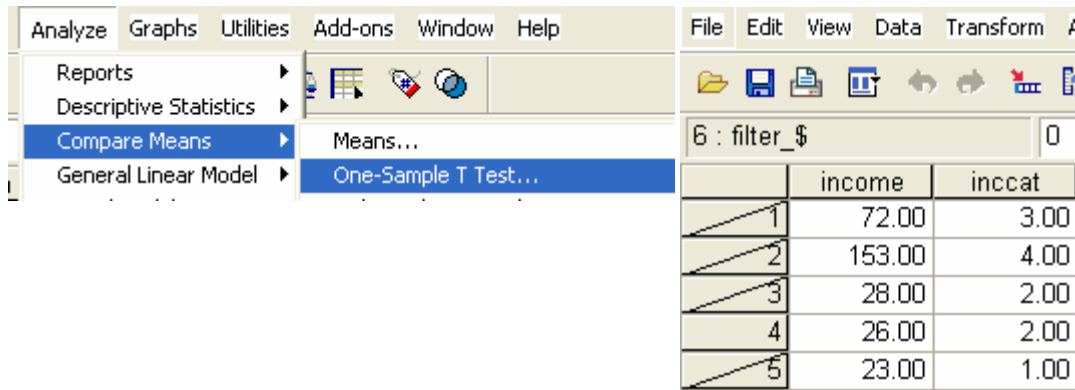 Analyze Graphs Utilities Add-ons Window Help
Reports
Descriptive Statistics
Compare Means
General Linear Model
Means...
One-Sample T Test...
File Edit View Data Transform
6 : filter_$ 0
income inccat
1 72.00 3.00
2 153.00 4.00
3 28.00 2.00
4 26.00 2.00
5 23.00 1.00